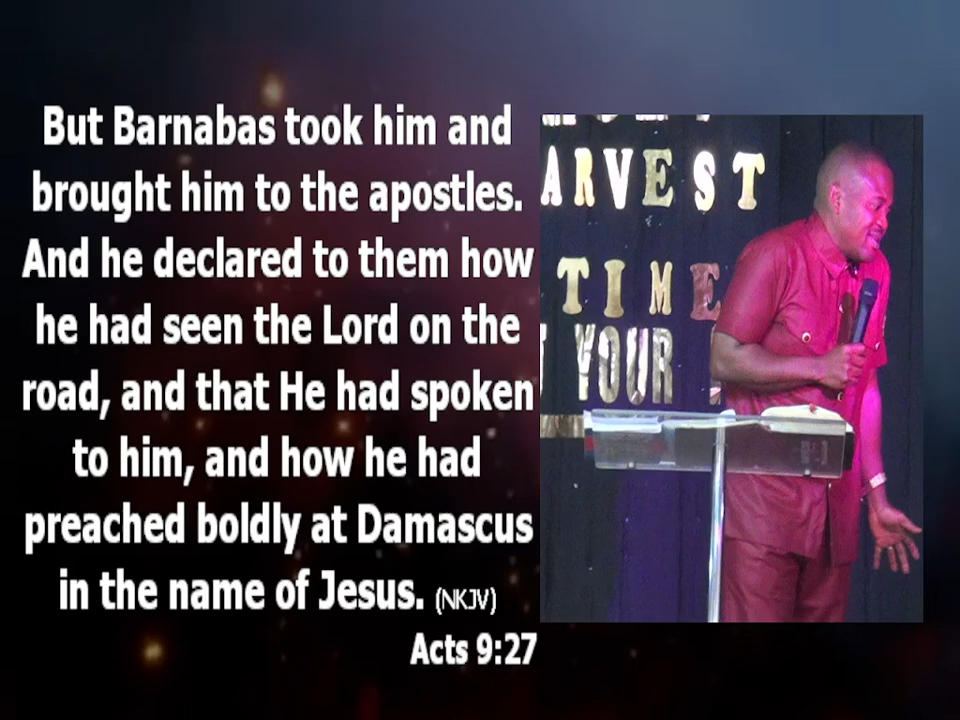 But Barnabas took him and
brought him to the apostles.
And he declared to them how
he had seen the Lord on the
road, and that He had spoken
to him, and how he had
preached boldly at Damascus
in the name of Jesus. (NKJV)
Acts 9:27
ARVEST
TIME
YOUR